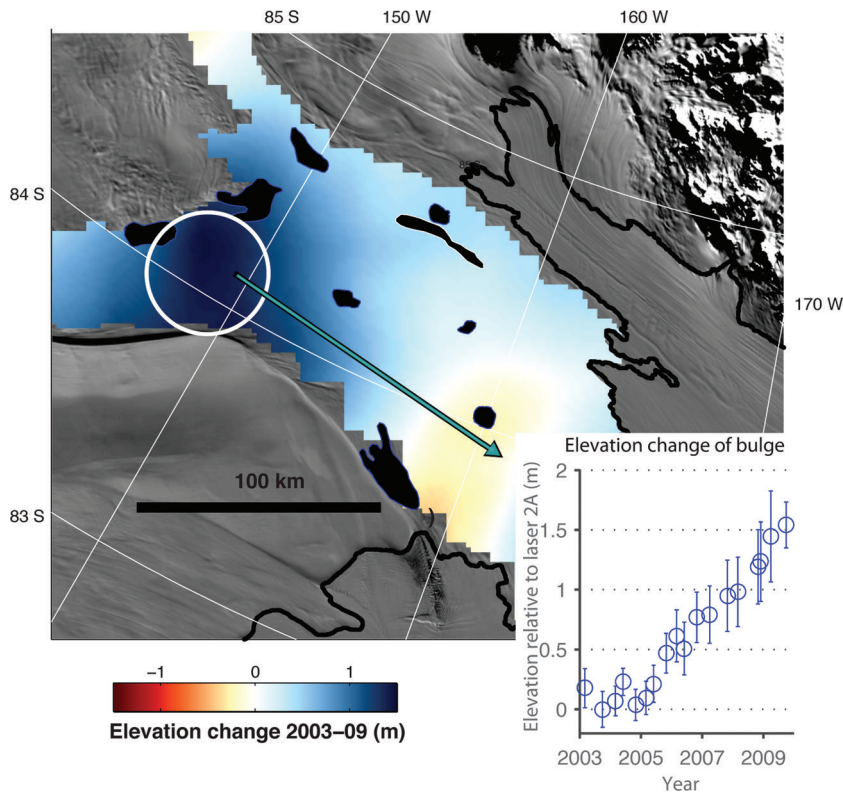 85 S
150 W
160 W
84 S
85 S
170 W
100 km
83 S
−1
0
1
Elevation change 2003–09 (m)
Elevation change of bulge
Elevation relative to laser 2A (m)
2
1.5
1
0.5
0
2003
2005
2007
2009
Year